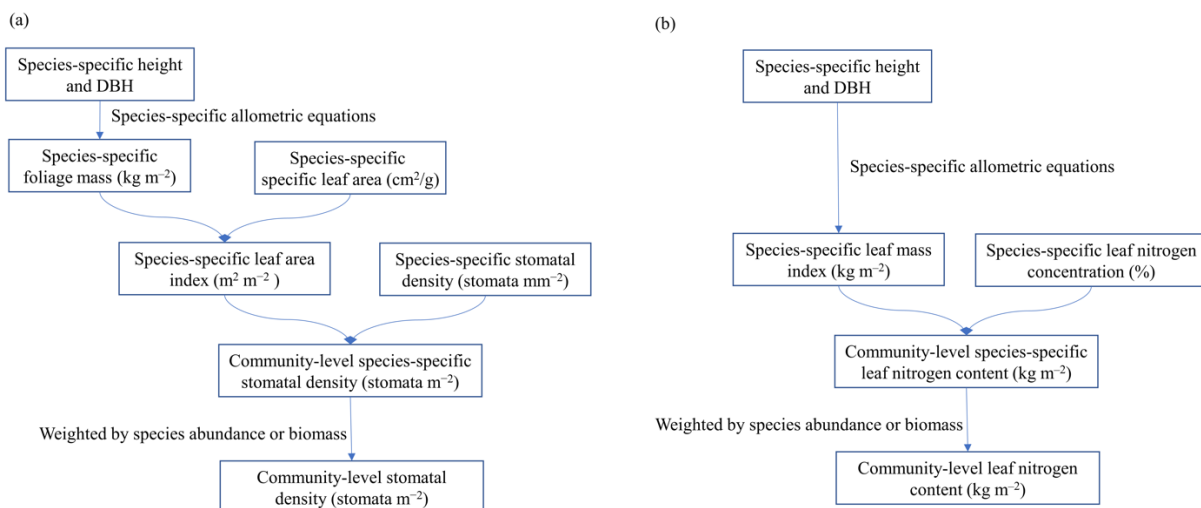 (a)
Species-specific height
and DBH
Species-specific allometric equations
Species-specific
foliage mass (kg m⁻²)
Species-specific
specific leaf area (cm²/g)
Species-specific leaf area
index (m² m⁻² )
Species-specific stomatal
density (stomata mm⁻²)
Community-level species-specific
stomatal density (stomata m⁻²)
Weighted by species abundance or biomass
Community-level stomatal
density (stomata m⁻²)
(b)
Species-specific height
and DBH
Species-specific allometric equations
Species-specific leaf mass
index (kg m⁻²)
Species-specific leaf nitrogen
concentration (%)
Community-level species-specific
leaf nitrogen content (kg m⁻²)
Weighted by species abundance or biomass
Community-level leaf nitrogen
content (kg m⁻²)